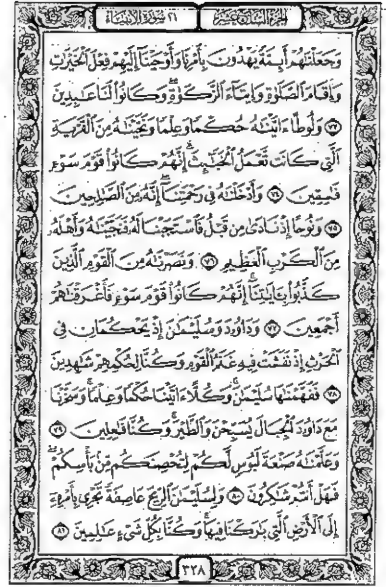 الجزء السابع عشر ٢١ سورة الأنبياء
وَجَعَلْنَٰهُمْ أَئِمَّةً يَهْدُونَ بِأَمْرِنَا وَأَوْحَيْنَآ إِلَيْهِمْ فِعْلَ ٱلْخَيْرَٰتِ
وَإِقَامَ ٱلصَّلَوٰةِ وَإِيتَآءَ ٱلزَّكَوٰةِ ۖ وَكَانُوا۟ لَنَا عَٰبِدِينَ
﴿٧٣﴾ وَلُوطًا ءَاتَيْنَٰهُ حُكْمًا وَعِلْمًا وَنَجَّيْنَٰهُ مِنَ ٱلْقَرْيَةِ
ٱلَّتِى كَانَت تَّعْمَلُ ٱلْخَبَٰٓئِثَ ۗ إِنَّهُمْ كَانُوا۟ قَوْمَ سَوْءٍ
فَٰسِقِينَ ﴿٧٤﴾ وَأَدْخَلْنَٰهُ فِى رَحْمَتِنَآ ۖ إِنَّهُۥ مِنَ ٱلصَّٰلِحِينَ
﴿٧٥﴾ وَنُوحًا إِذْ نَادَىٰ مِن قَبْلُ فَٱسْتَجَبْنَا لَهُۥ فَنَجَّيْنَٰهُ وَأَهْلَهُۥ
مِنَ ٱلْكَرْبِ ٱلْعَظِيمِ ﴿٧٦﴾ وَنَصَرْنَٰهُ مِنَ ٱلْقَوْمِ ٱلَّذِينَ
كَذَّبُوا۟ بِـَٔايَٰتِنَآ ۚ إِنَّهُمْ كَانُوا۟ قَوْمَ سَوْءٍ فَأَغْرَقْنَٰهُمْ
أَجْمَعِينَ ﴿٧٧﴾ وَدَاوُۥدَ وَسُلَيْمَٰنَ إِذْ يَحْكُمَانِ فِى
ٱلْحَرْثِ إِذْ نَفَشَتْ فِيهِ غَنَمُ ٱلْقَوْمِ وَكُنَّا لِحُكْمِهِمْ شَٰهِدِينَ
﴿٧٨﴾ فَفَهَّمْنَٰهَا سُلَيْمَٰنَ ۚ وَكُلًّا ءَاتَيْنَا حُكْمًا وَعِلْمًا ۚ وَسَخَّرْنَا
مَعَ دَاوُۥدَ ٱلْجِبَالَ يُسَبِّحْنَ وَٱلطَّيْرَ ۚ وَكُنَّا فَٰعِلِينَ ﴿٧٩﴾
وَعَلَّمْنَٰهُ صَنْعَةَ لَبُوسٍ لَّكُمْ لِتُحْصِنَكُم مِّنۢ بَأْسِكُمْ ۖ
فَهَلْ أَنتُمْ شَٰكِرُونَ ﴿٨٠﴾ وَلِسُلَيْمَٰنَ ٱلرِّيحَ عَاصِفَةً تَجْرِى بِأَمْرِهِۦٓ
إِلَى ٱلْأَرْضِ ٱلَّتِى بَٰرَكْنَا فِيهَا ۚ وَكُنَّا بِكُلِّ شَىْءٍ عَٰلِمِينَ ﴿٨١﴾
٣٢٨